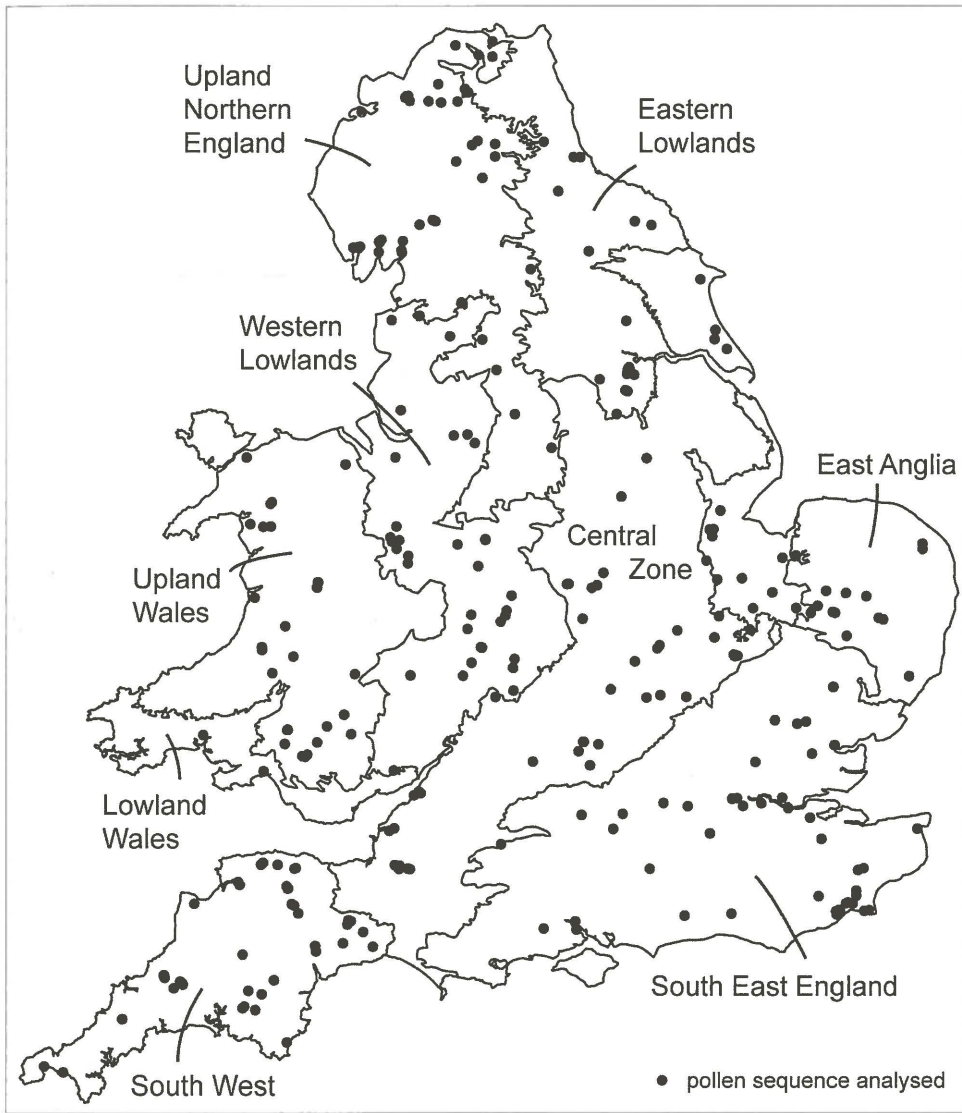 Upland
Northern
England
Eastern
Lowlands
Western
Lowlands
East Anglia
Central
Zone
Upland
Wales
Lowland
Wales
South East England
South West
pollen sequence analysed